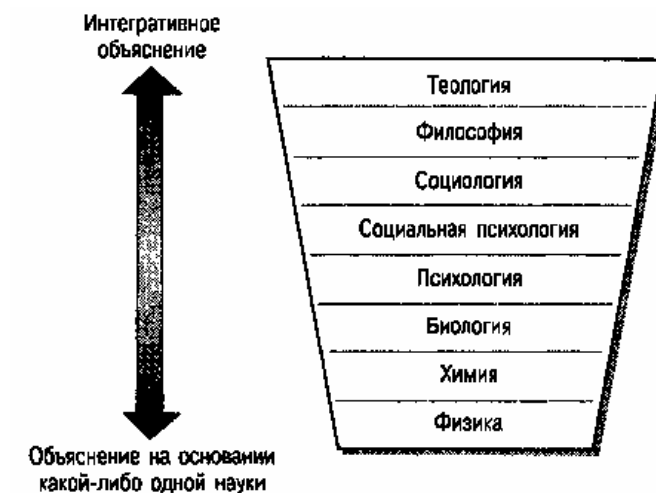 Интегративное
объяснение
Теология
Философия
Социология
Социальная психология
Психология
Биология
Химия
Физика
Объяснение на основании
какой-либо одной науки